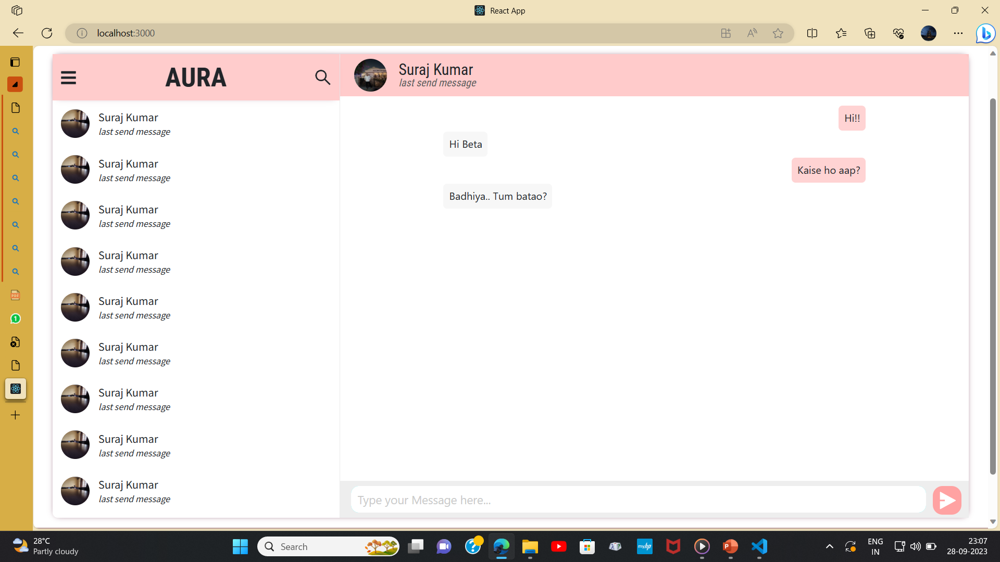 React App
localhost:3000
AURA
Suraj Kumar
last send message
Suraj Kumar
last send message
Suraj Kumar
last send message
Suraj Kumar
last send message
Suraj Kumar
last send message
Suraj Kumar
last send message
Suraj Kumar
last send message
Suraj Kumar
last send message
Suraj Kumar
last send message
Suraj Kumar
last send message
Hi!!
Hi Beta
Kaise ho aap?
Badhiya.. Tum batao?
Type your Message here...
PDF
1
28°C
Partly cloudy
Search
myhp
P
ENG
IN
23:07
28-09-2023